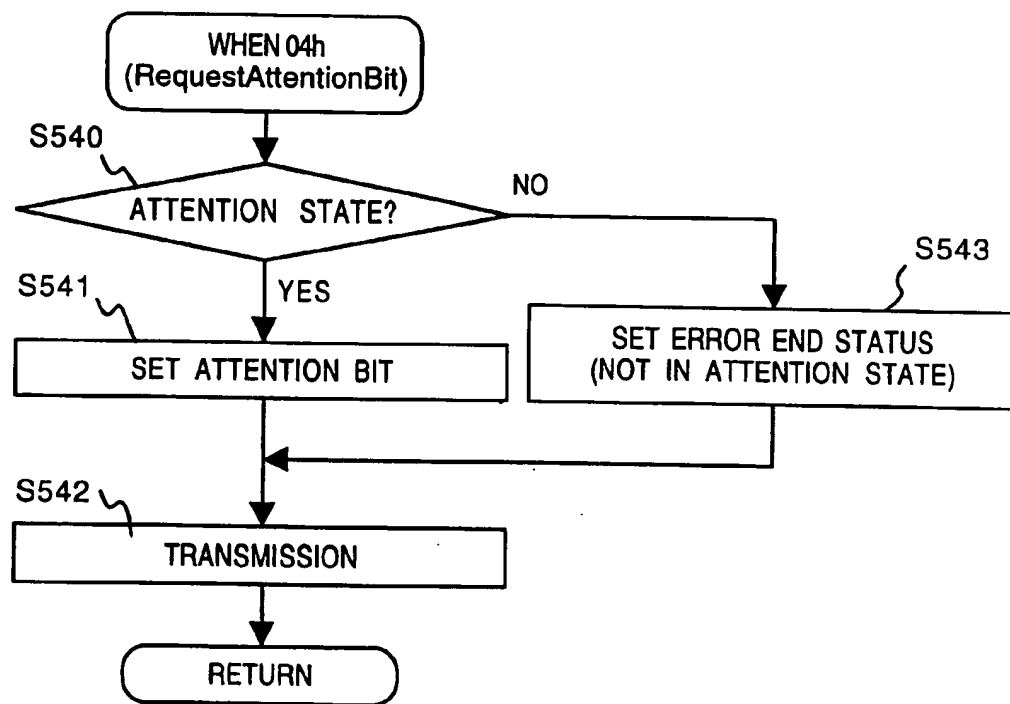 WHEN 04h
(RequestAttentionBit)
S540
ATTENTION STATE?
NO
S543
S541
YES
SET ERROR END STATUS
(NOT IN ATTENTION STATE)
SET ATTENTION BIT
S542
TRANSMISSION
RETURN